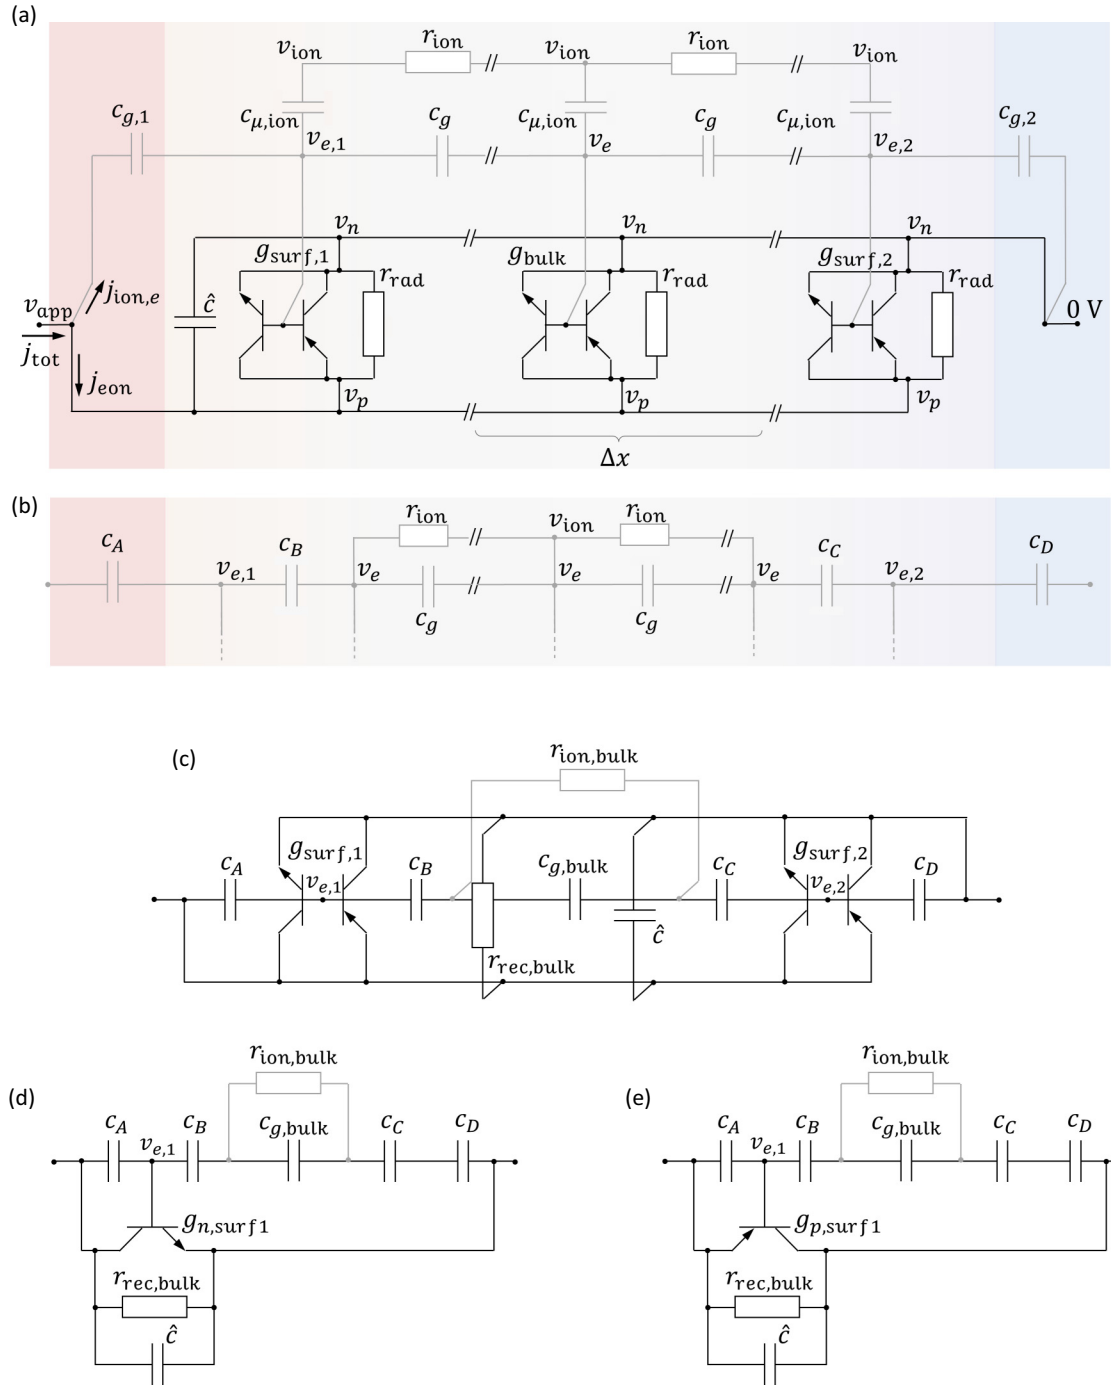 (a)
v_ion r_ion v_ion r_ion v_ion
c_g,1 c_μ,ion c_g c_μ,ion c_g c_μ,ion c_g,2
v_e,1 v_e v_e,2
v_n v_n v_n
g_surf,1 r_rad g_bulk r_rad g_surf,2 r_rad
v_app j_ion,e ĉ 0 V
j_tot j_eon
v_p v_p v_p
Δx
(b)
r_ion v_ion r_ion
c_A v_e,1 c_B v_e v_e v_e c_C v_e,2 c_D
c_g c_g
(c)
r_ion,bulk
g_surf,1 g_surf,2
c_A v_e,1 c_B c_g,bulk c_C v_e,2 c_D
ĉ
r_rec,bulk
(d)
r_ion,bulk
c_A v_e,1 c_B c_g,bulk c_C c_D
g_n,surf1
r_rec,bulk
ĉ
(e)
r_ion,bulk
c_A v_e,1 c_B c_g,bulk c_C c_D
g_p,surf1
r_rec,bulk
ĉ